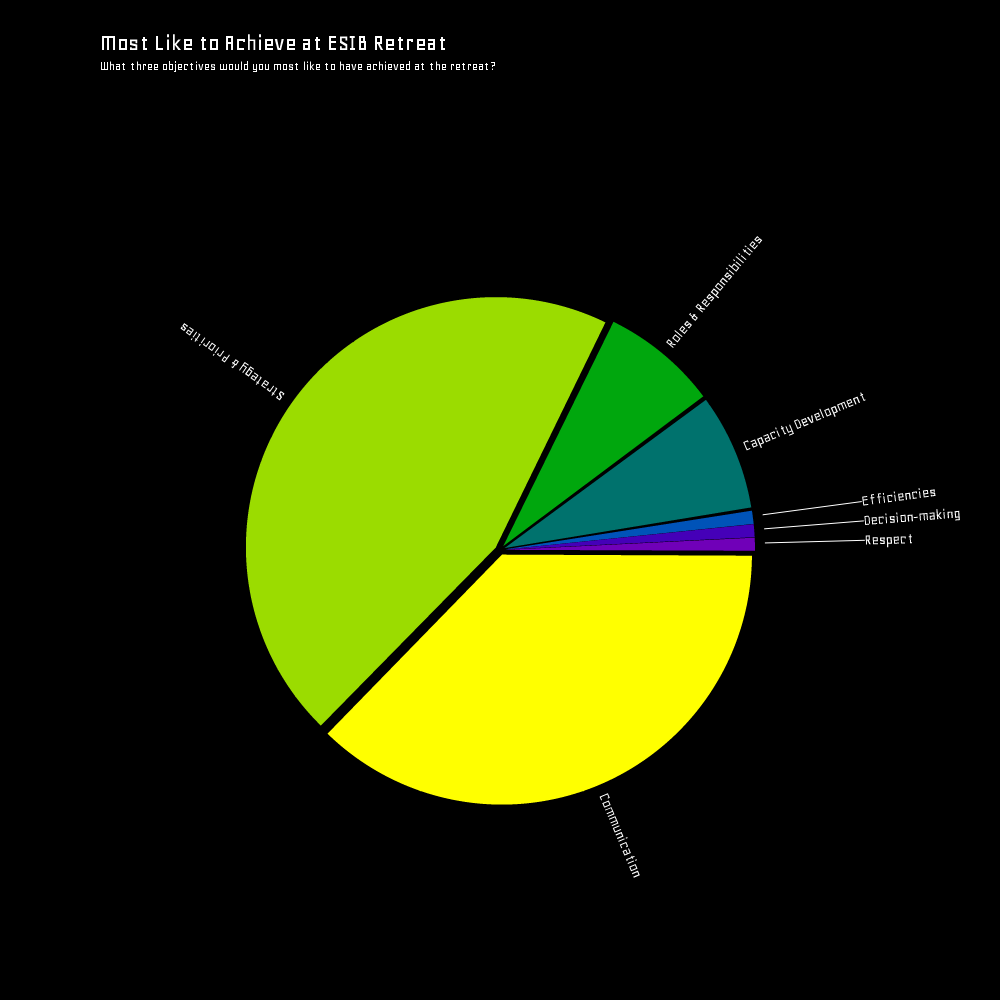 Most Like to Achieve at ESIB Retreat
What three objectives would you most like to have achieved at the retreat?
Roles & Responsibilities
Strategy & Priorities
Capacity Development
Efficiencies
Decision-making
Respect
Communication